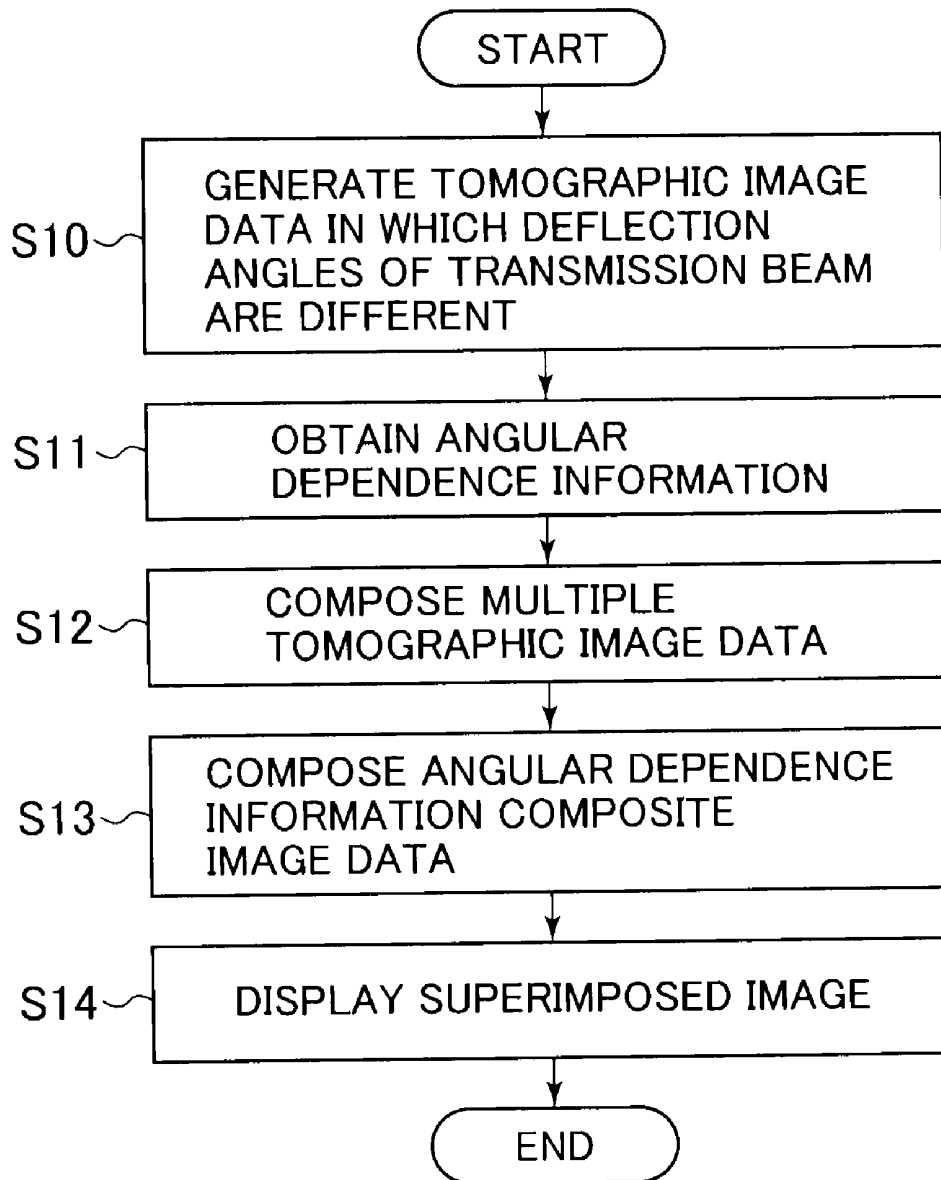 START
S10
GENERATE TOMOGRAPHIC IMAGE
DATA IN WHICH DEFLECTION
ANGLES OF TRANSMISSION BEAM
ARE DIFFERENT
S11
OBTAIN ANGULAR
DEPENDENCE INFORMATION
S12
COMPOSE MULTIPLE
TOMOGRAPHIC IMAGE DATA
S13
COMPOSE ANGULAR DEPENDENCE
INFORMATION COMPOSITE
IMAGE DATA
S14
DISPLAY SUPERIMPOSED IMAGE
END